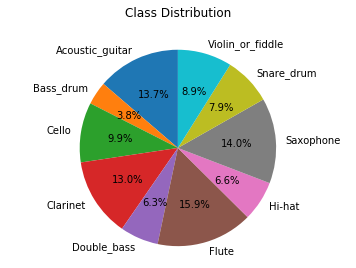 Class Distribution
Acoustic_guitar
13.7%
Bass_drum
3.8%
Cello
9.9%
Clarinet
13.0%
Double_bass
6.3%
Flute
15.9%
Hi-hat
6.6%
Saxophone
14.0%
Snare_drum
7.9%
Violin_or_fiddle
8.9%